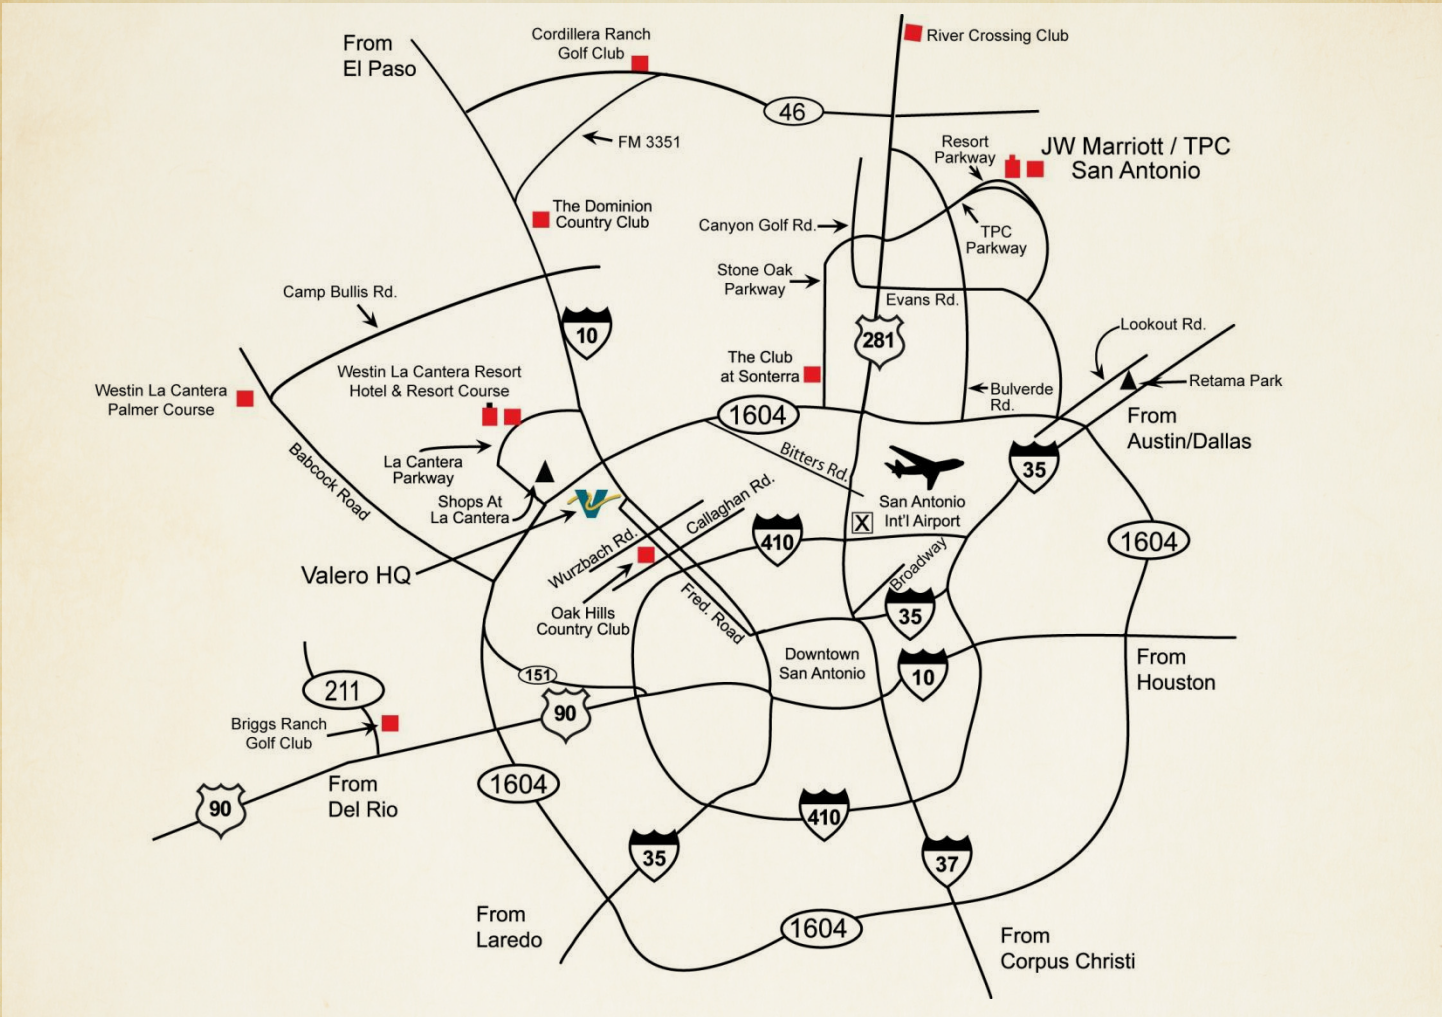 From
El Paso
Cordillera Ranch
Golf Club
River Crossing Club
46
FM 3351
Resort
Parkway
JW Marriott / TPC
San Antonio
The Dominion
Country Club
Canyon Golf Rd.
TPC
Parkway
Stone Oak
Parkway
Camp Bullis Rd.
Evans Rd.
10
281
Lookout Rd.
Westin La Cantera Resort
Hotel & Resort Course
The Club
at Sonterra
Retama Park
Westin La Cantera
Palmer Course
Bulverde
Rd.
1604
From
Austin/Dallas
Babcock Road
La Cantera
Parkway
Bitters Rd.
35
Shops At
La Cantera
V
San Antonio
Int'l Airport
X
Callaghan Rd.
410
1604
Wurzbach Rd.
Broadway
Valero HQ
Oak Hills
Country Club
Fred. Road
35
Downtown
San Antonio
10
From
Houston
151
211
90
Briggs Ranch
Golf Club
From
Del Rio
90
1604
410
35
37
From
Laredo
1604
From
Corpus Christi